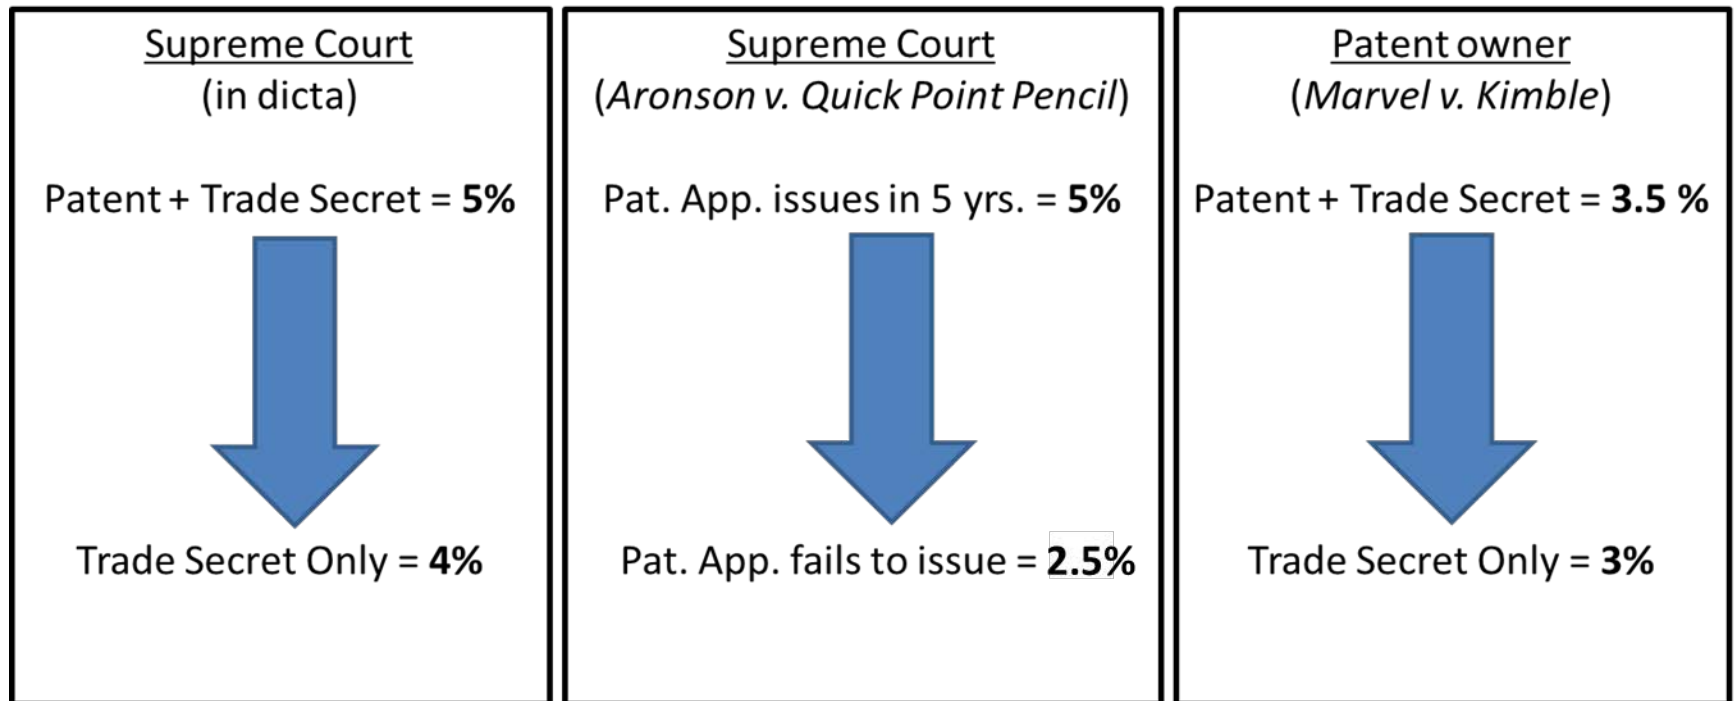 Supreme Court
(in dicta)
Patent + Trade Secret = 5%
Trade Secret Only = 4%
Supreme Court
(Aronson v. Quick Point Pencil)
Pat. App. issues in 5 yrs. = 5%
Pat. App. fails to issue = 2.5%
Patent owner
(Marvel v. Kimble)
Patent + Trade Secret = 3.5 %
Trade Secret Only = 3%